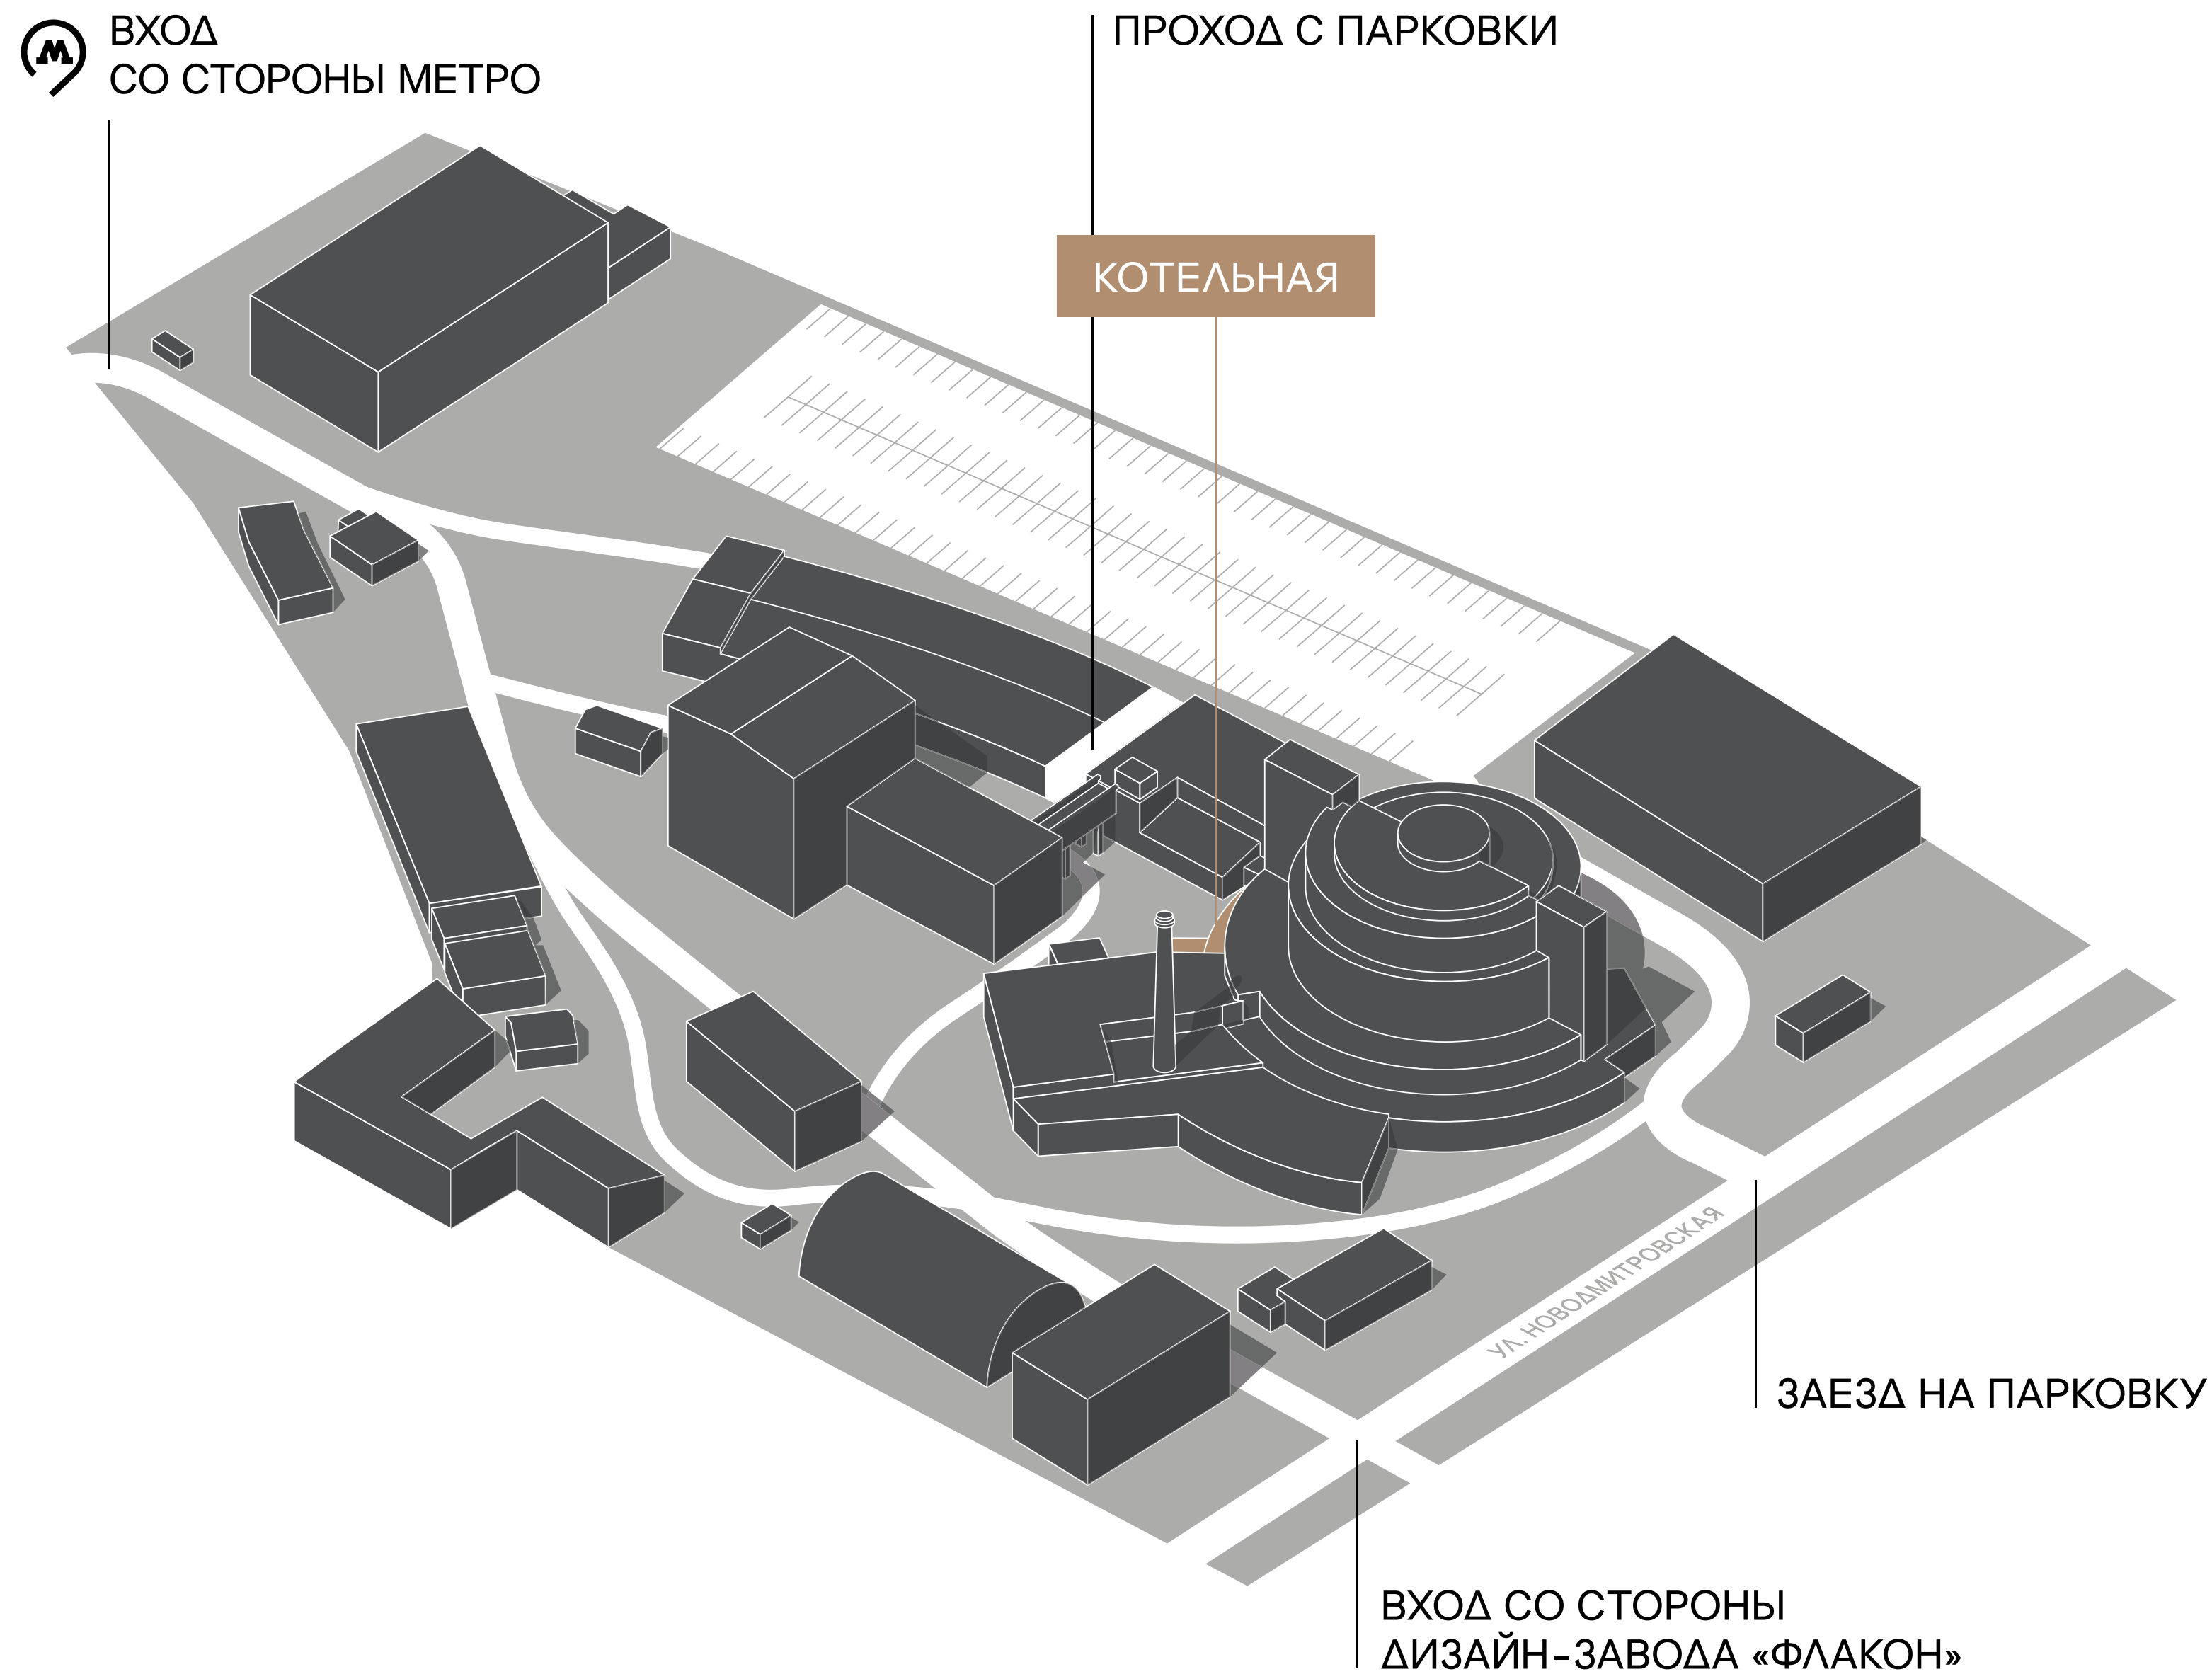 ВХОД
СО СТОРОНЫ МЕТРО
ПРОХОД С ПАРКОВКИ
КОТЕЛЬНАЯ
УЛ. НОВОДМИТРОВСКАЯ
ЗАЕЗД НА ПАРКОВКУ
ВХОД СО СТОРОНЫ
ДИЗАЙН-ЗАВОДА «ФЛАКОН»